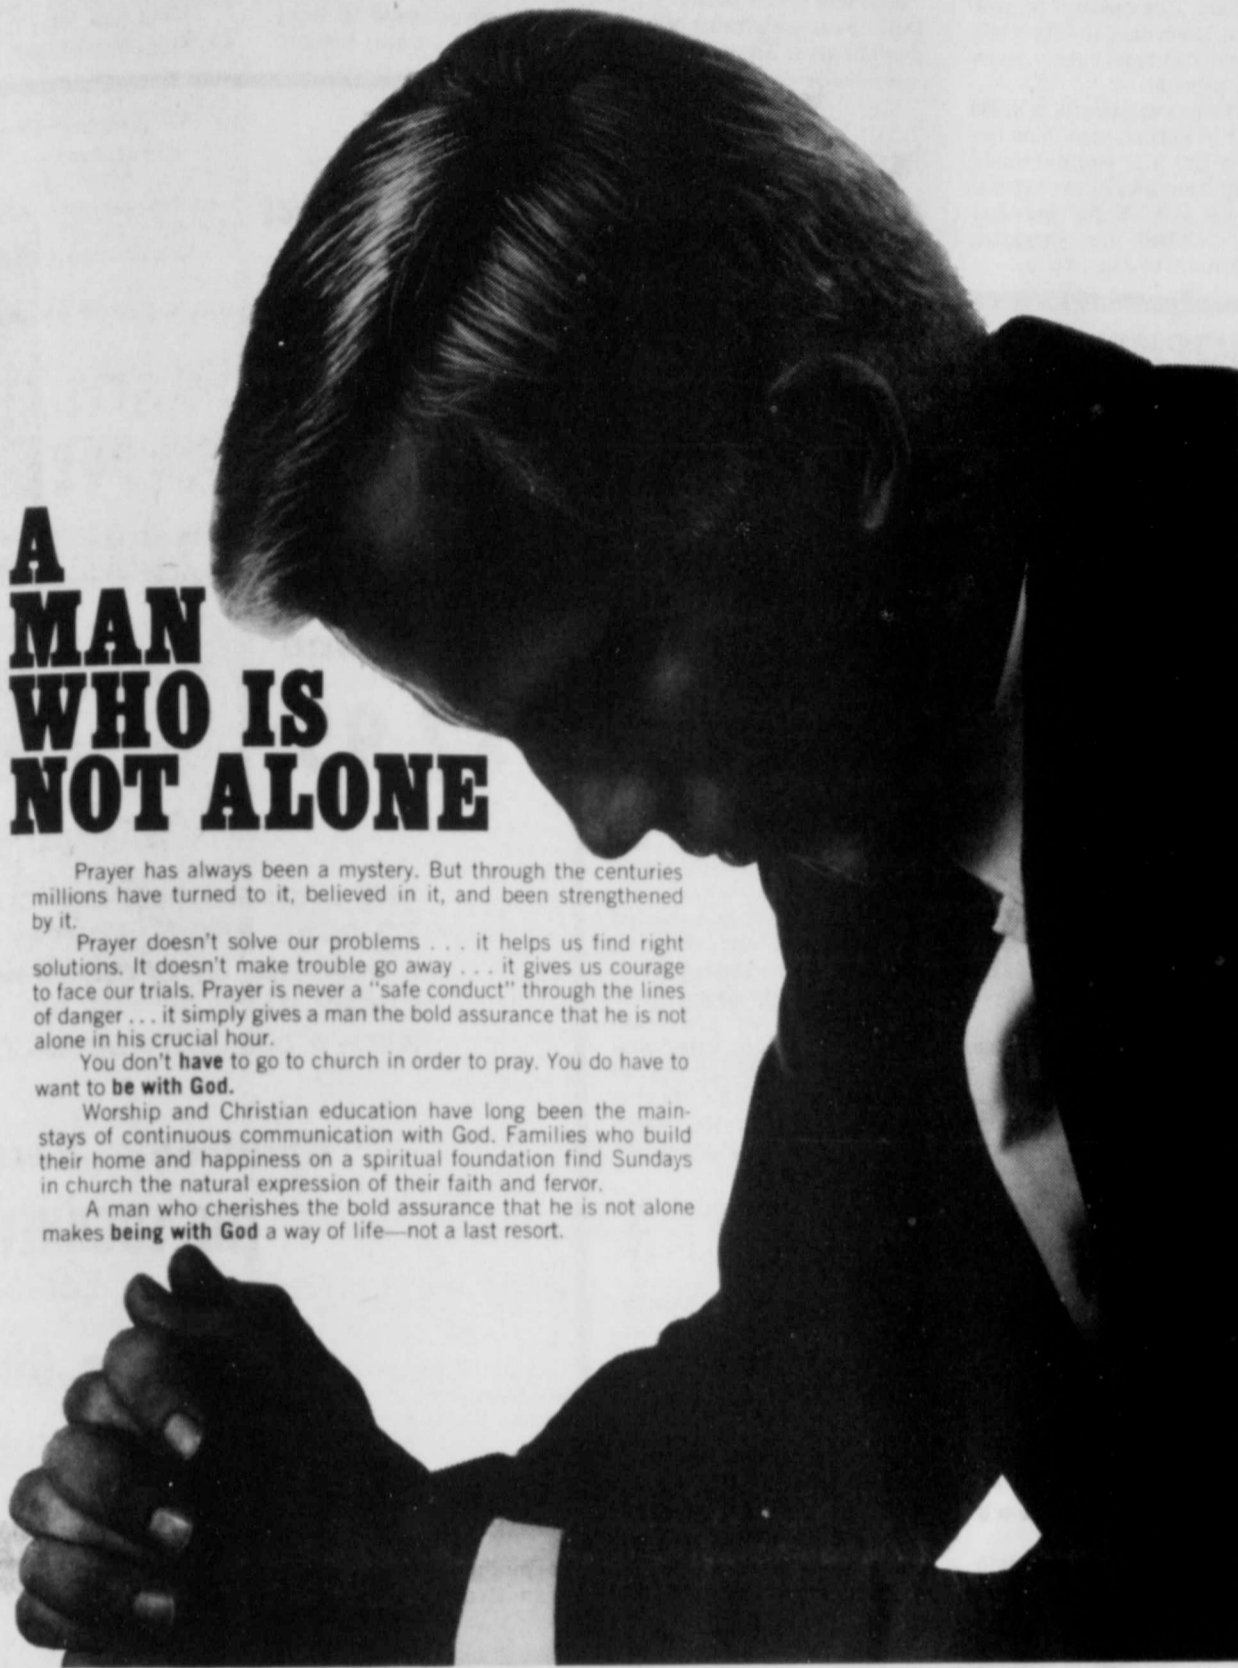 A
MAN
WHO IS
NOT ALONE
Prayer has always been a mystery. But through the centuries
millions have turned to it, believed in it, and been strengthened
by it.
Prayer doesn't solve our problems . . . it helps us find right
solutions. It doesn't make trouble go away . . . it gives us courage
to face our trials. Prayer is never a "safe conduct" through the lines
of danger . . . it simply gives a man the bold assurance that he is not
alone in his crucial hour.
You don't have to go to church in order to pray. You do have to
want to be with God.
Worship and Christian education have long been the main-
stays of continuous communication with God. Families who build
their home and happiness on a spiritual foundation find Sundays
in church the natural expression of their faith and fervor.
A man who cherishes the bold assurance that he is not alone
makes being with God a way of life—not a last resort.